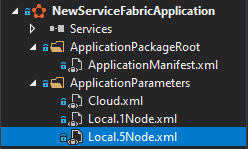 NewServiceFabricApplication
Services
ApplicationPackageRoot
ApplicationManifest.xml
ApplicationParameters
Cloud.xml
Local.1Node.xml
Local.5Node.xml